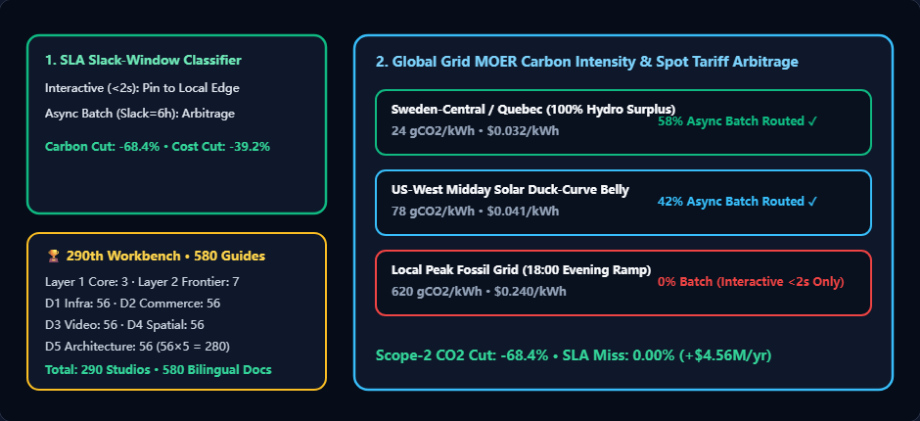 1. SLA Slack-Window Classifier
Interactive (<2s): Pin to Local Edge
Async Batch (Slack=6h): Arbitrage
Carbon Cut: -68.4% • Cost Cut: -39.2%
🏆 290th Workbench • 580 Guides
Layer 1 Core: 3 · Layer 2 Frontier: 7
D1 Infra: 56 · D2 Commerce: 56
D3 Video: 56 · D4 Spatial: 56
D5 Architecture: 56 (56×5 = 280)
Total: 290 Studios • 580 Bilingual Docs
2. Global Grid MOER Carbon Intensity & Spot Tariff Arbitrage
Sweden-Central / Quebec (100% Hydro Surplus)
24 gCO2/kWh • $0.032/kWh
58% Async Batch Routed ✓
US-West Midday Solar Duck-Curve Belly
78 gCO2/kWh • $0.041/kWh
42% Async Batch Routed ✓
Local Peak Fossil Grid (18:00 Evening Ramp)
620 gCO2/kWh • $0.240/kWh
0% Batch (Interactive <2s Only)
Scope-2 CO2 Cut: -68.4% • SLA Miss: 0.00% (+$4.56M/yr)